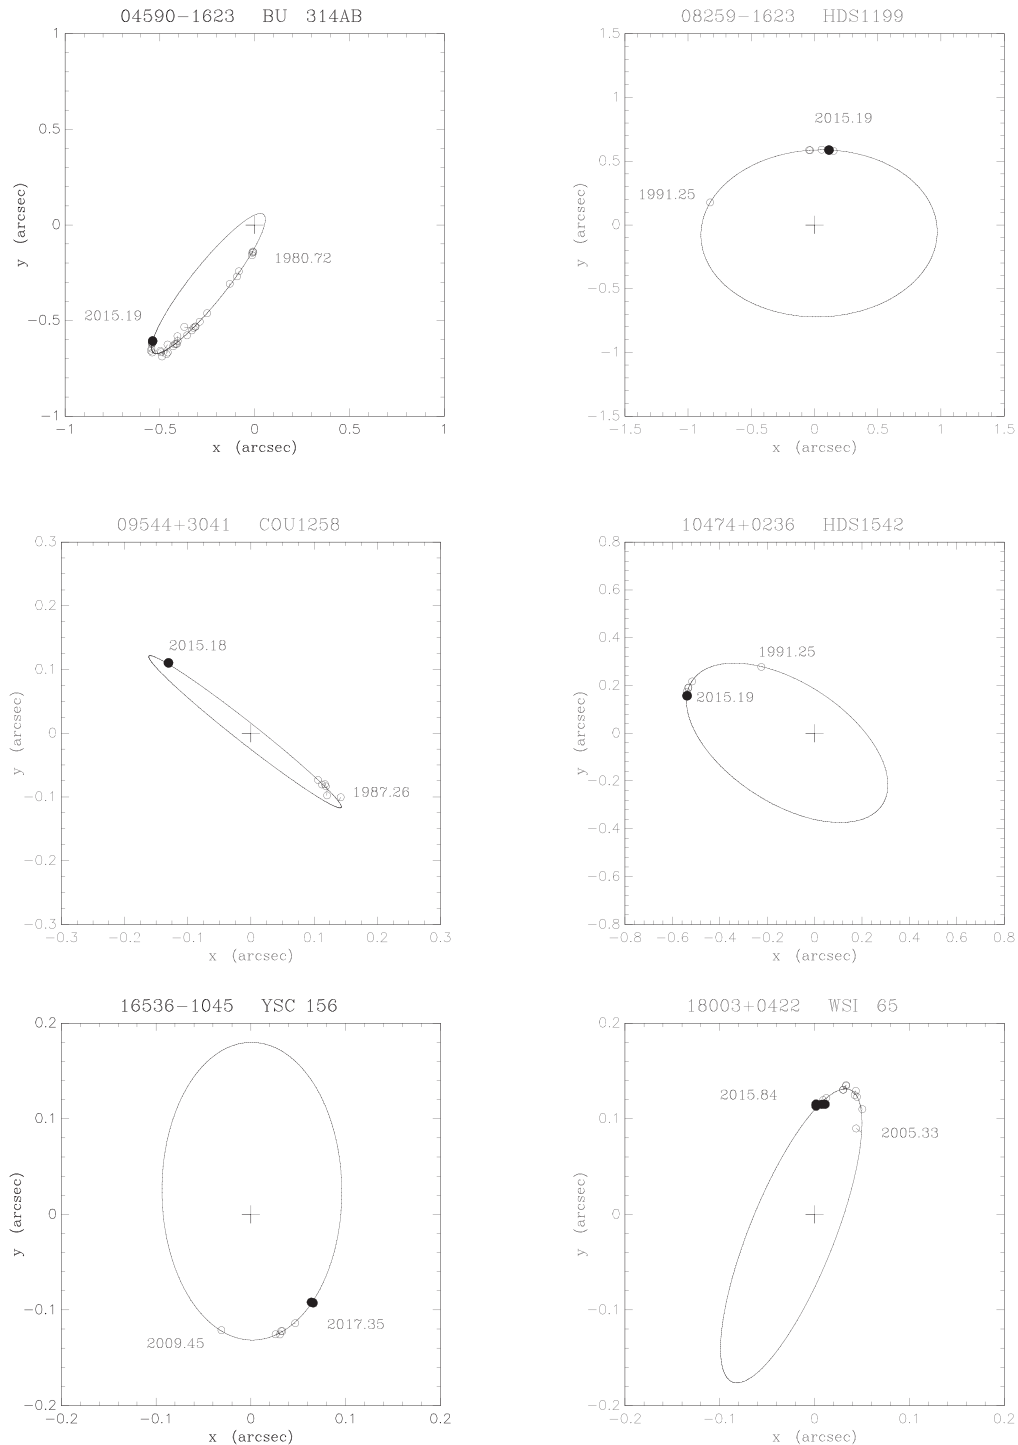 04590−1623 BU 314AB
1
0.5
0
−0.5
−1
y (arcsec)
1980.72
2015.19
−1 −0.5 0 0.5 1
x (arcsec)
08259−1623 HDS1199
1.5
1
0.5
0
−0.5
−1
−1.5
y (arcsec)
2015.19
1991.25
−1.5 −1 −0.5 0 0.5 1 1.5
x (arcsec)
09544+3041 COU1258
0.3
0.2
0.1
0
−0.1
−0.2
−0.3
y (arcsec)
2015.18
1987.26
−0.3 −0.2 −0.1 0 0.1 0.2 0.3
x (arcsec)
10474+0236 HDS1542
0.8
0.6
0.4
0.2
0
−0.2
−0.4
−0.6
−0.8
y (arcsec)
1991.25
2015.19
−0.8 −0.6 −0.4 −0.2 0 0.2 0.4 0.6 0.8
x (arcsec)
16536−1045 YSC 156
0.2
0.1
0
−0.1
−0.2
y (arcsec)
2009.45
2017.35
−0.2 −0.1 0 0.1 0.2
x (arcsec)
18003+0422 WSI 65
0.2
0.1
0
−0.1
−0.2
y (arcsec)
2015.84
2005.33
−0.2 −0.1 0 0.1 0.2
x (arcsec)